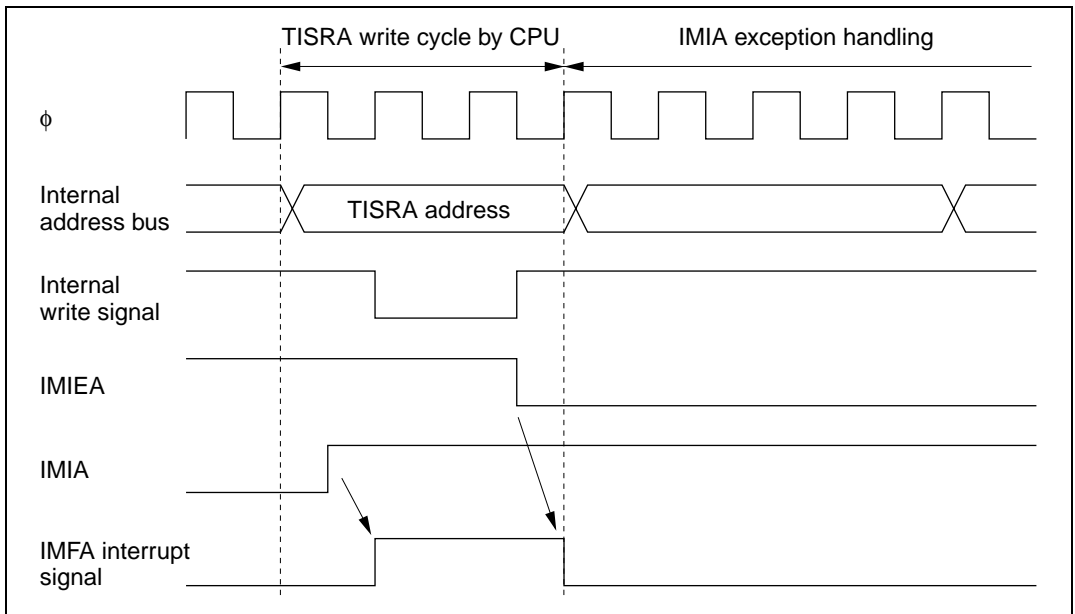 TISRA write cycle by CPU
IMIA exception handling
ϕ
Internal
address bus
TISRA address
Internal
write signal
IMIEA
IMIA
IMFA interrupt
signal